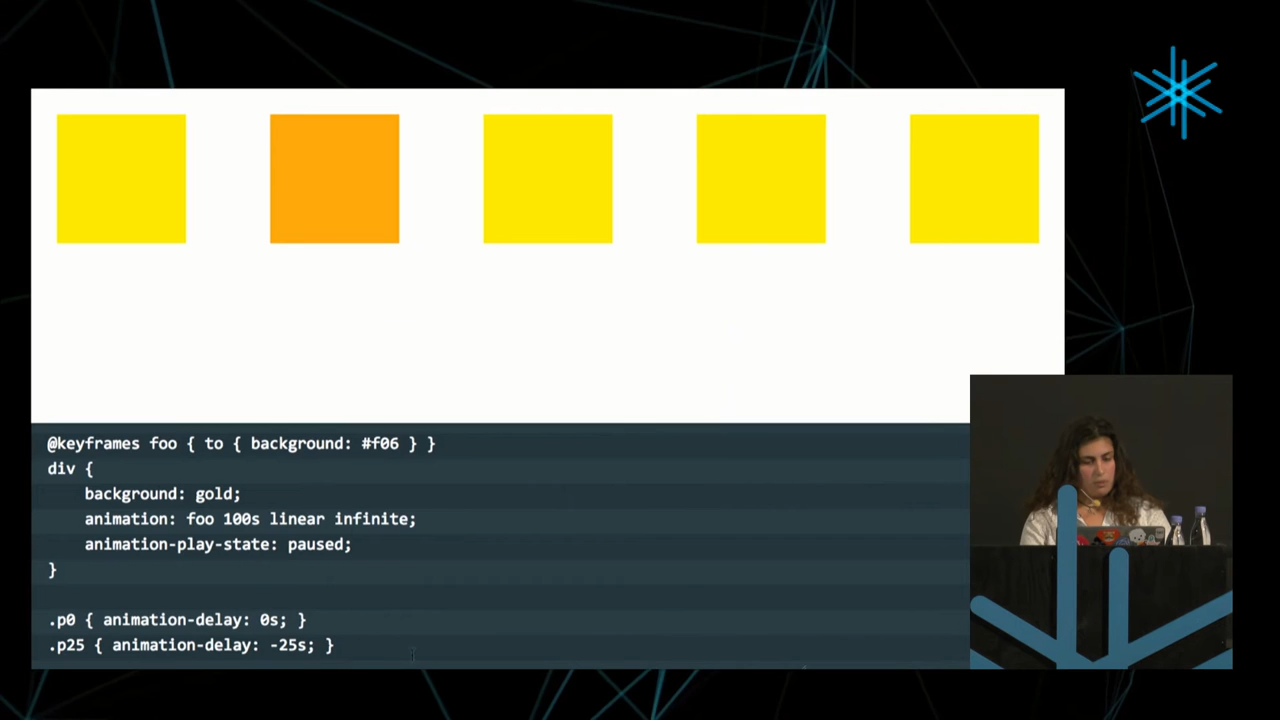 @keyframes foo { to { background: #f06 } }
div {
background: gold;
animation: foo 100s linear infinite;
animation-play-state: paused;
}
.p0 { animation-delay: 0s; }
.p25 { animation-delay: -25s; }